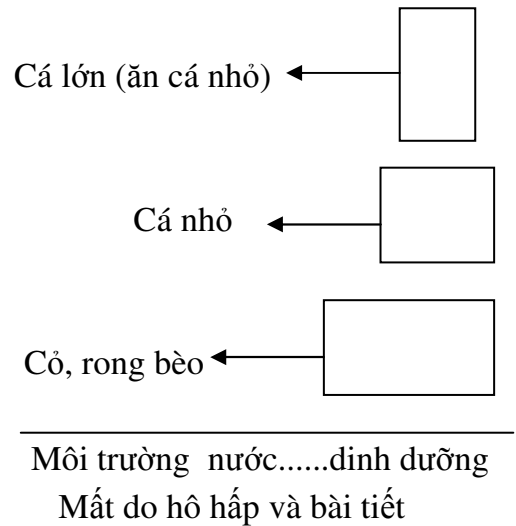 Cá lớn (ăn cá nhỏ)
Cá nhỏ
Cỏ, rong bèo
Môi trường nước......dinh dưỡng
Mất do hô hấp và bài tiết